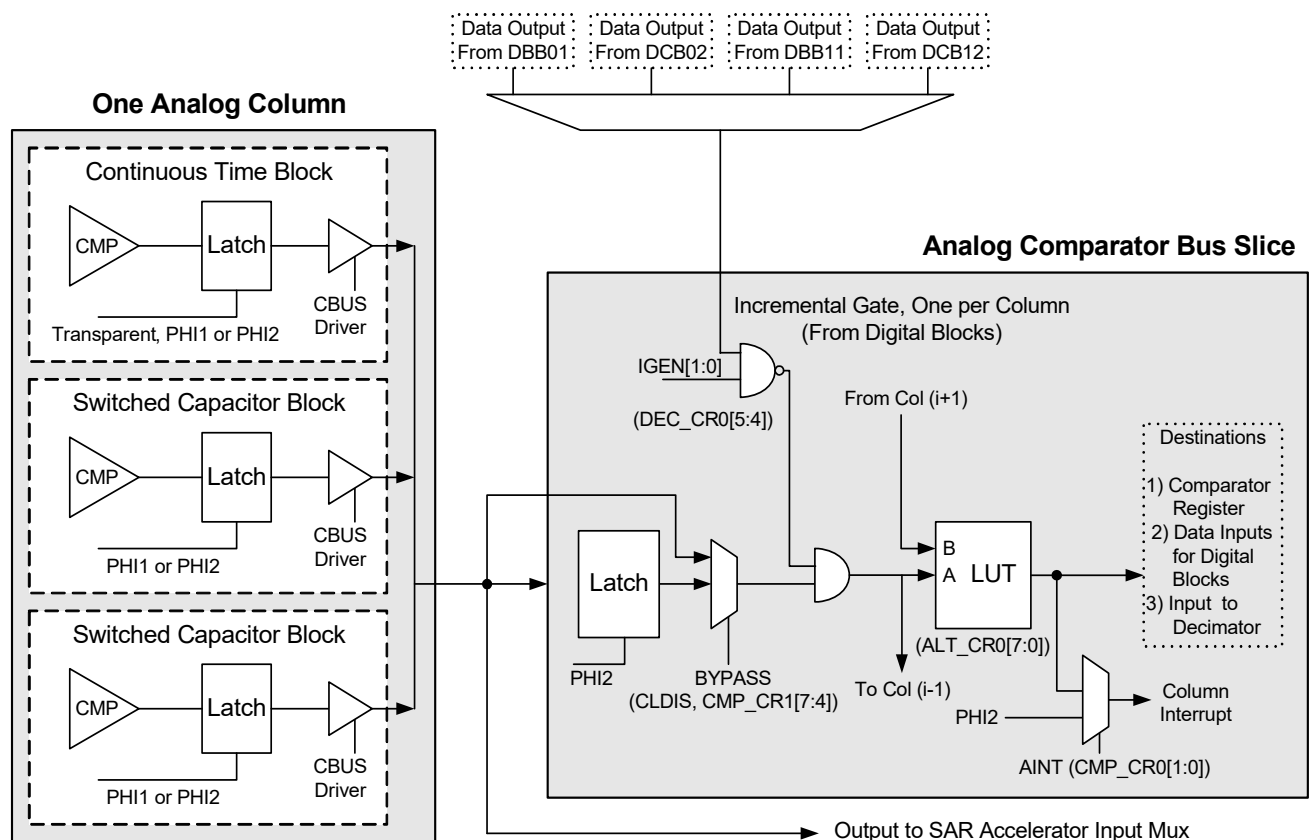 Data Output
From DBB01
Data Output
From DCB02
Data Output
From DBB11
Data Output
From DCB12
One Analog Column
Continuous Time Block
CMP
Latch
CBUS
Driver
Transparent, PHI1 or PHI2
Switched Capacitor Block
CMP
Latch
CBUS
Driver
PHI1 or PHI2
Switched Capacitor Block
CMP
Latch
CBUS
Driver
PHI1 or PHI2
Analog Comparator Bus Slice
Incremental Gate, One per Column
(From Digital Blocks)
IGEN[1:0]
(DEC_CR0[5:4])
From Col (i+1)
Latch
PHI2
BYPASS
(CLDIS, CMP_CR1[7:4])
B
A
LUT
(ALT_CR0[7:0])
To Col (i-1)
Destinations
1) Comparator
Register
2) Data Inputs
for Digital
Blocks
3) Input to
Decimator
PHI2
Column
Interrupt
AINT (CMP_CR0[1:0])
Output to SAR Accelerator Input Mux